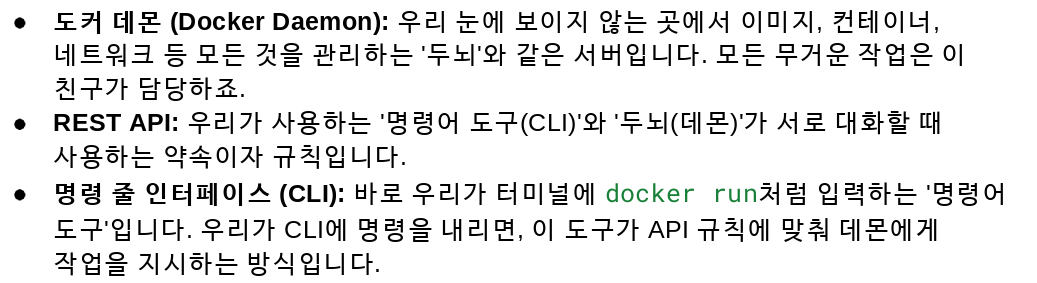 ● 도커 데몬 (Docker Daemon): 우리 눈에 보이지 않는 곳에서 이미지, 컨테이너,
네트워크 등 모든 것을 관리하는 '두뇌'와 같은 서버입니다. 모든 무거운 작업은 이
친구가 담당하죠.
● REST API: 우리가 사용하는 '명령어 도구(CLI)'와 '두뇌(데몬)'가 서로 대화할 때
사용하는 약속이자 규칙입니다.
● 명령 줄 인터페이스 (CLI): 바로 우리가 터미널에 docker run처럼 입력하는 '명령어
도구'입니다. 우리가 CLI에 명령을 내리면, 이 도구가 API 규칙에 맞춰 데몬에게
작업을 지시하는 방식입니다.